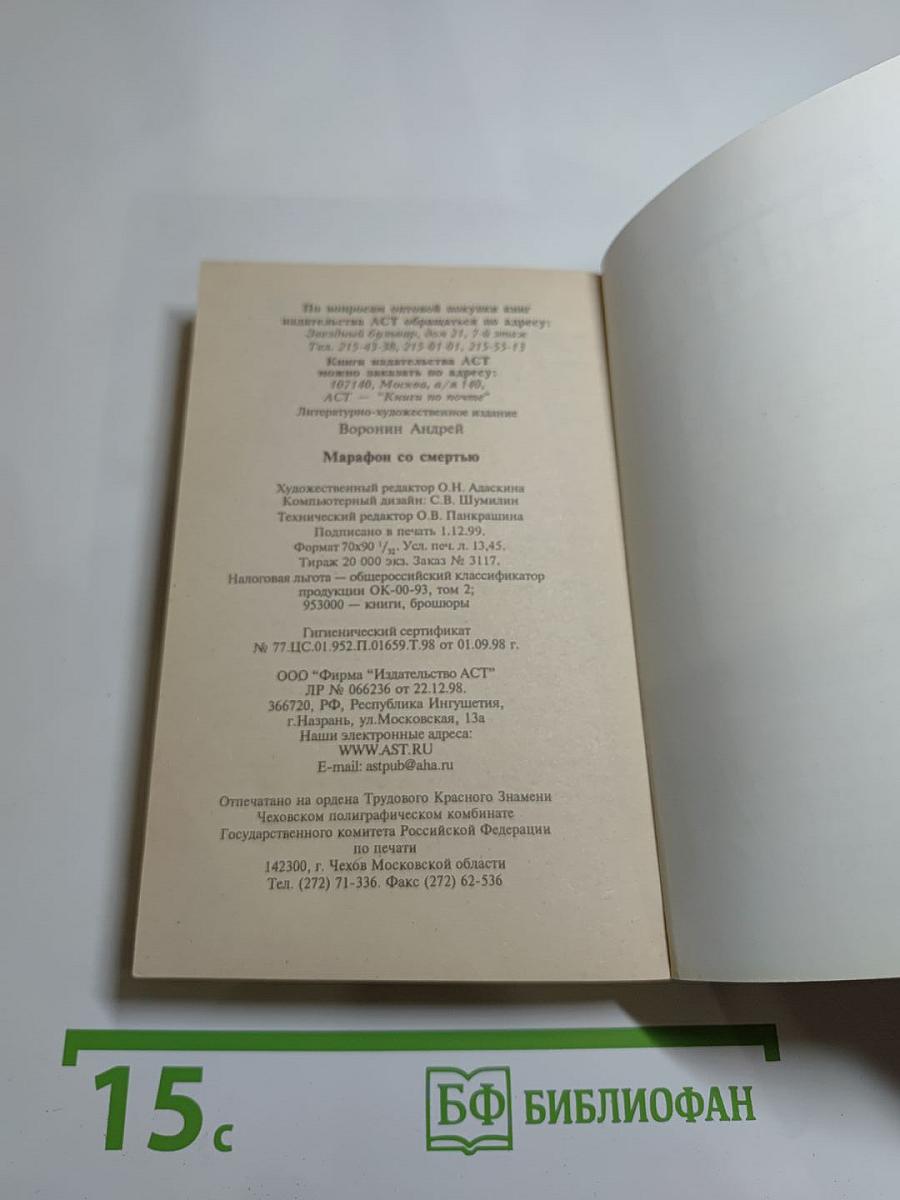 По вопросам оптовой покупки книг
издательства АСТ обращаться по адресу:
Звездный бульвар, дом 21, 7-й этаж
Тел. 215-43-38, 215-01-01, 215-55-13
Книги издательства АСТ
можно заказать по адресу:
107140, Москва, а/я 140,
АСТ — "Книги по почте"
Литературно-художественное издание
Воронин Андрей
Марафон со смертью
Художественный редактор О.Н. Адаскина
Компьютерный дизайн: С.В. Шумилин
Технический редактор О.В. Панкрашина
Подписано в печать 1.12.99.
Формат 70х90 ¹/₃₂. Усл. печ. л. 13,45.
Тираж 20 000 экз. Заказ № 3117.
Налоговая льгота — общероссийский классификатор
продукции ОК-00-93, том 2;
953000 — книги, брошюры
Гигиенический сертификат
№ 77.ЦС.01.952.П.01659.Т.98 от 01.09.98 г.
ООО "Фирма "Издательство АСТ"
ЛР № 066236 от 22.12.98.
366720, РФ, Республика Ингушетия,
г.Назрань, ул.Московская, 13а
Наши электронные адреса:
WWW.AST.RU
E-mail: astpub@aha.ru
Отпечатано на ордена Трудового Красного Знамени
Чеховском полиграфическом комбинате
Государственного комитета Российской Федерации
по печати
142300, г. Чехов Московской области
Тел. (272) 71-336. Факс (272) 62-536
15 с
БФ БИБЛИОФАН